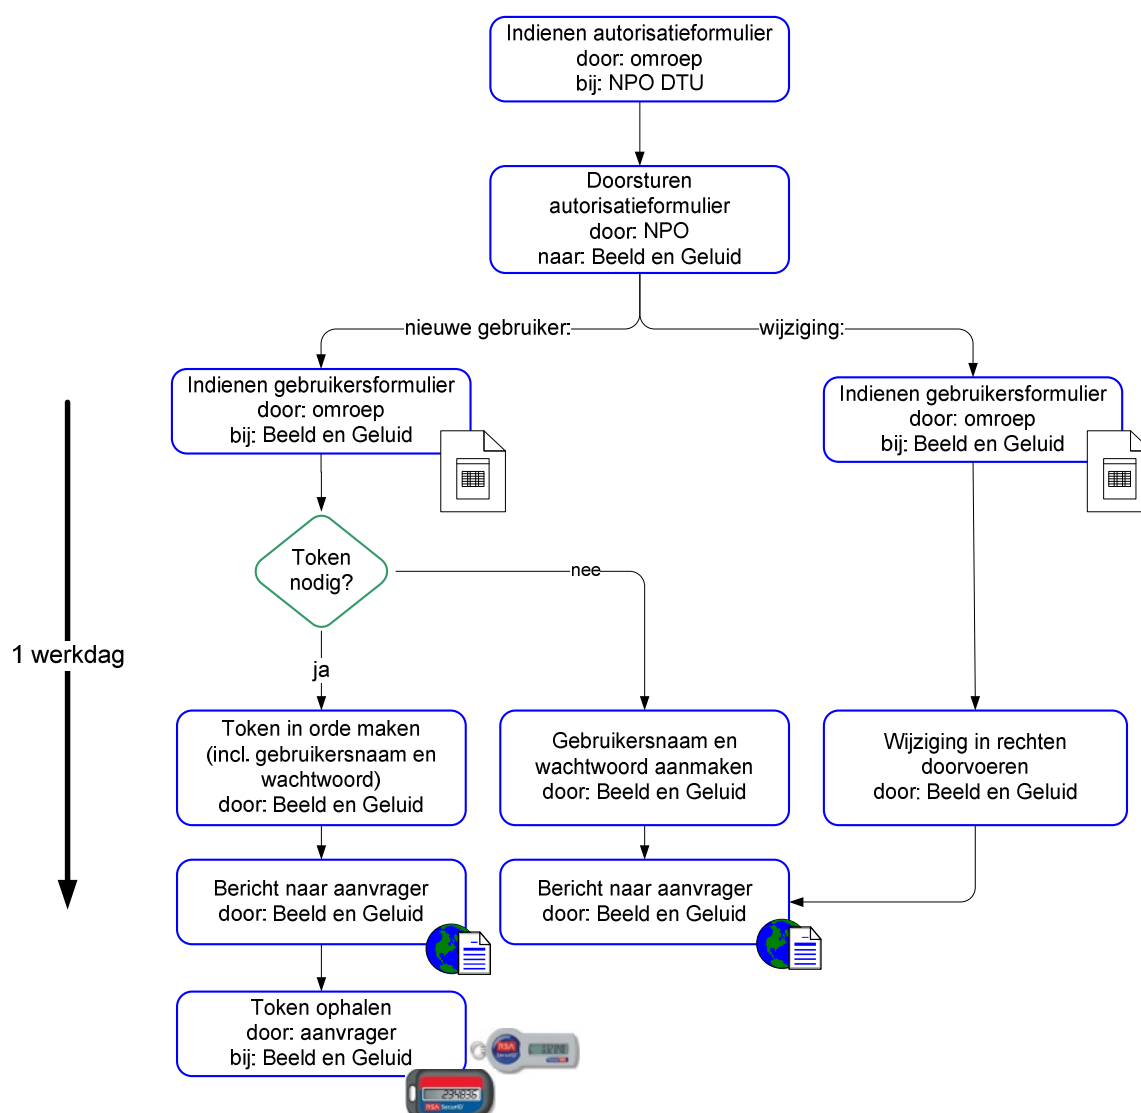 Indienen autorisatieformulier
door: omroep
bij: NPO DTU
Doorsturen
autorisatieformulier
door: NPO
naar: Beeld en Geluid
nieuwe gebruiker:
wijziging:
Indienen gebruikersformulier
door: omroep
bij: Beeld en Geluid
Indienen gebruikersformulier
door: omroep
bij: Beeld en Geluid
Token
nodig?
nee
1 werkdag
ja
Token in orde maken
(incl. gebruikersnaam en
wachtwoord)
door: Beeld en Geluid
Gebruikersnaam en
wachtwoord aanmaken
door: Beeld en Geluid
Wijziging in rechten
doorvoeren
door: Beeld en Geluid
Bericht naar aanvrager
door: Beeld en Geluid
Bericht naar aanvrager
door: Beeld en Geluid
Token ophalen
door: aanvrager
bij: Beeld en Geluid
RSA
SecurID
234836
RSA SecurID